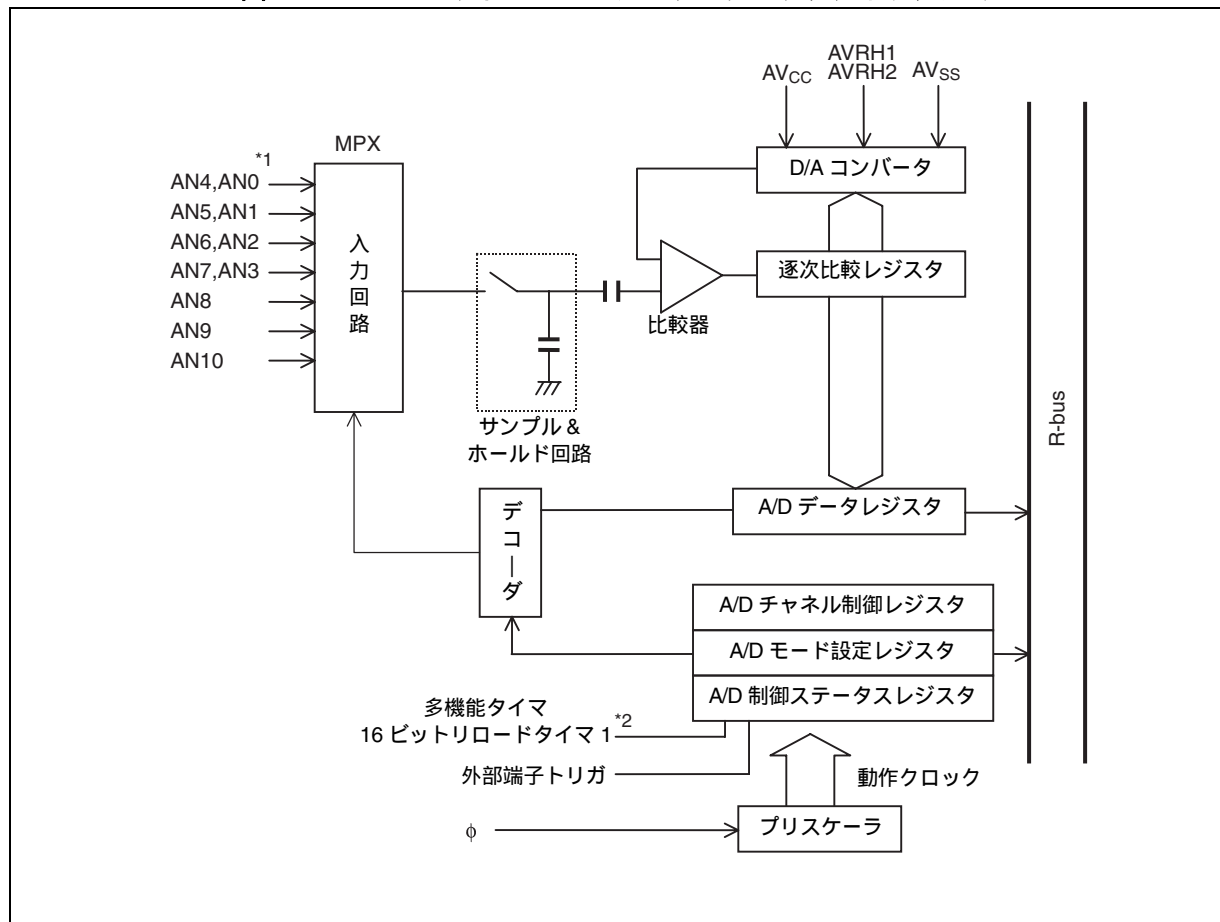 AVCC
AVRH1
AVRH2
AVSS
MPX
*1
AN4,AN0
AN5,AN1
AN6,AN2
AN7,AN3
AN8
AN9
AN10
入力回路
D/A コンバータ
逐次比較レジスタ
比較器
サンプル &
ホールド回路
R-bus
デコーダ
A/D データレジスタ
A/D チャネル制御レジスタ
A/D モード設定レジスタ
A/D 制御ステータスレジスタ
多機能タイマ
16 ビットリロードタイマ 1 *2
外部端子トリガ
動作クロック
φ
プリスケーラ